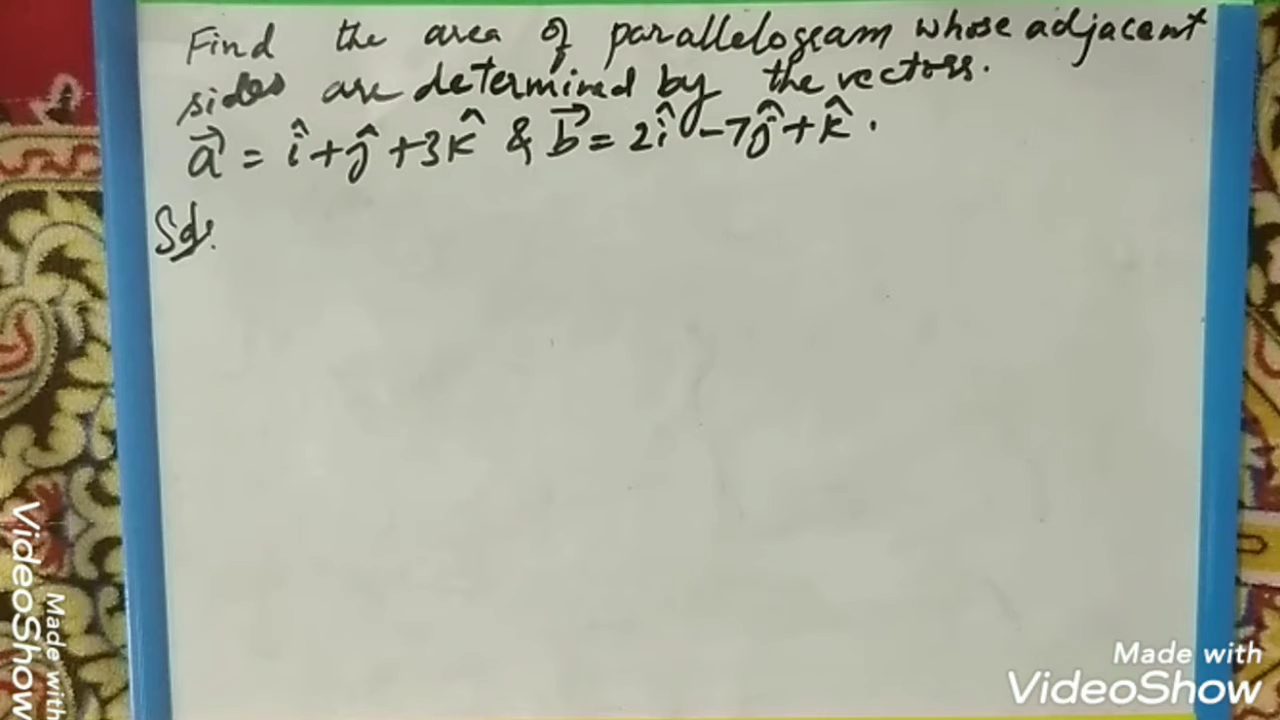 Find the area of parallelogram whose adjacent
sides are determined by the vectors.
a⃗ = î + ĵ + 3k̂ & b⃗ = 2î - 7ĵ + k̂ .
Sol.
Made with
VideoShow
Made with
VideoShow